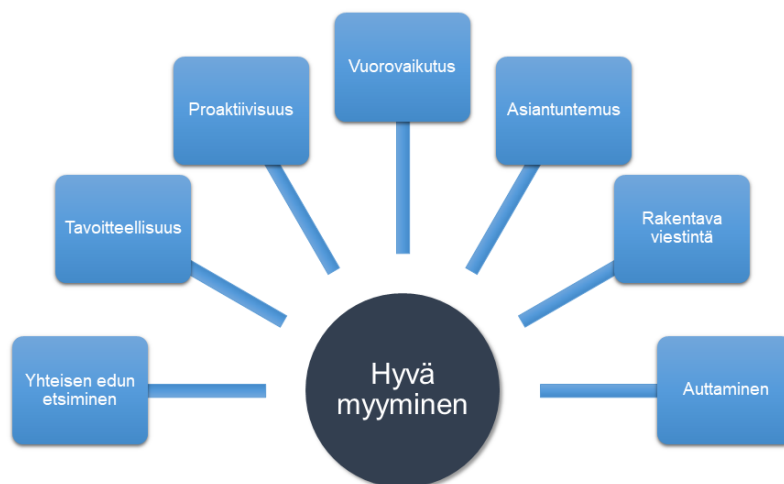 Vuorovaikutus
Proaktiivisuus
Asiantuntemus
Tavoitteellisuus
Rakentava
viestintä
Yhteisen edun
etsiminen
Hyvä
myyminen
Auttaminen